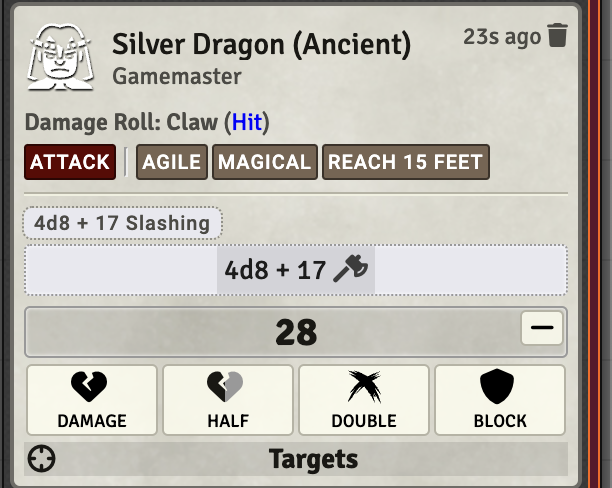 Silver Dragon (Ancient)
23s ago
Gamemaster
Damage Roll: Claw (Hit)
ATTACK AGILE MAGICAL REACH 15 FEET
4d8 + 17 Slashing
4d8 + 17
28
DAMAGE HALF DOUBLE BLOCK
Targets